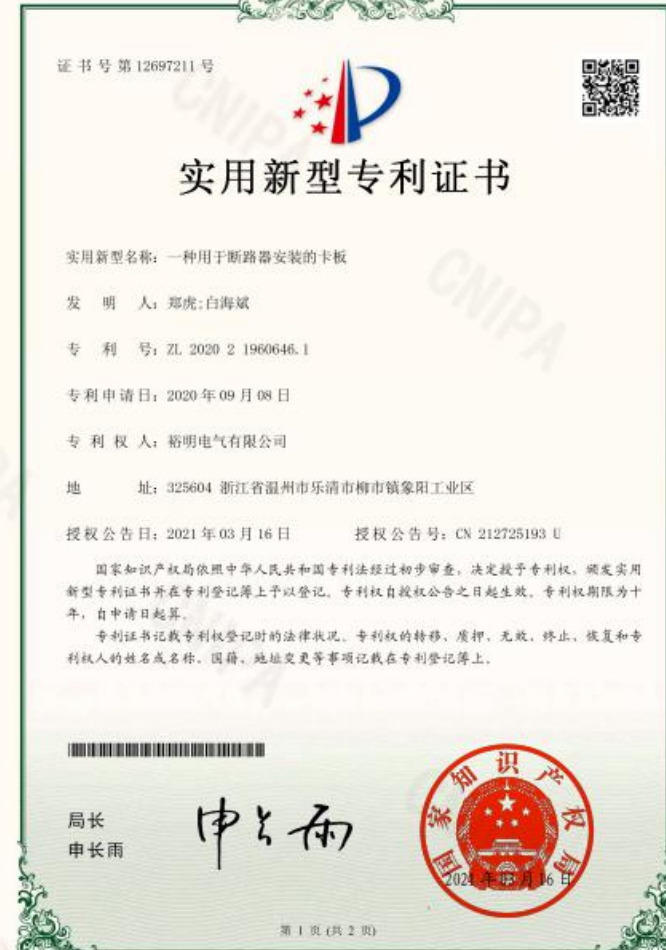 证书号第12697211号
CNIPA
实用新型专利证书
实用新型名称：一种用于断路器安装的卡板
CNIPA
发明人：郑虎;白海斌
专利号：ZL 2020 2 1960646.1
专利申请日：2020年09月08日
专利权人：裕明电气有限公司
地址：325604 浙江省温州市乐清市柳市镇象阳工业区
授权公告日：2021年03月16日 授权公告号：CN 212725193 U
国家知识产权局依照中华人民共和国专利法经过初步审查，决定授予专利权，颁发实用
新型专利证书并在专利登记簿上予以登记。专利权自授权公告之日起生效。专利权期限为十
年，自申请日起算。
专利证书记载专利权登记时的法律状况。专利权的转移、质押、无效、终止、恢复和专
利权人的姓名或名称、国籍、地址变更等事项记载在专利登记簿上。
局长
申长雨
申长雨
国家知识产权局
2021年03月16日
第 1 页 (共 2 页)